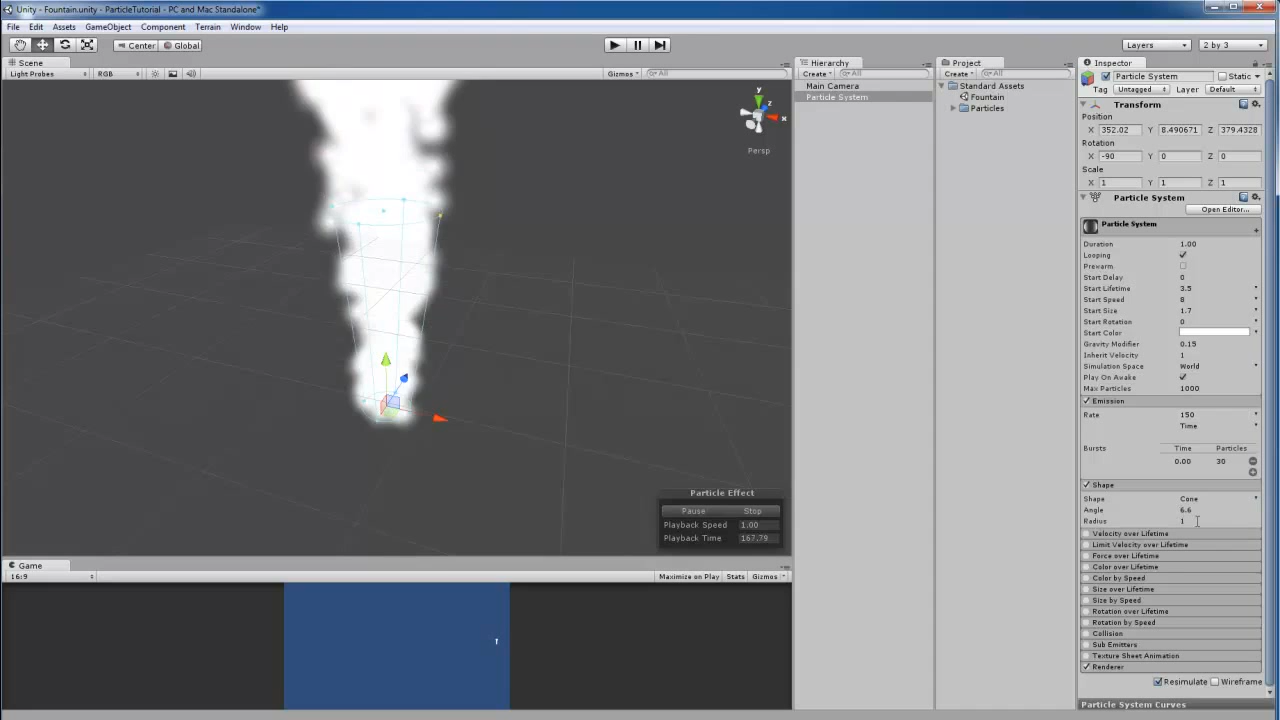 Unity - Fountain.unity - ParticleTutorial - PC and Mac Standalone*
File Edit Assets GameObject Component Terrain Window Help
Center Global Layers 2 by 3
Scene
Light Probes RGB Gizmos All
y
z
x
Persp
Particle Effect
Pause Stop
Playback Speed 1.00
Playback Time 167.79
Game
16:9 Maximize on Play Stats Gizmos
Hierarchy
Create All
Main Camera
Particle System
Project
Create All
Standard Assets
Fountain
Particles
Inspector
Particle System Static
Tag Untagged Layer Default
Transform
Position
X 352.02 Y 8.490671 Z 379.4328
Rotation
X -90 Y 0 Z 0
Scale
X 1 Y 1 Z 1
Particle System
Open Editor...
Particle System
Duration 1.00
Looping
Prewarm
Start Delay 0
Start Lifetime 3.5
Start Speed 8
Start Size 1.7
Start Rotation 0
Start Color
Gravity Modifier 0.15
Inherit Velocity 1
Simulation Space World
Play On Awake
Max Particles 1000
Emission
Rate 150
Time
Bursts Time Particles
0.00 30
Shape
Shape Cone
Angle 6.6
Radius 1
Velocity over Lifetime
Limit Velocity over Lifetime
Force over Lifetime
Color over Lifetime
Color by Speed
Size over Lifetime
Size by Speed
Rotation over Lifetime
Rotation by Speed
Collision
Sub Emitters
Texture Sheet Animation
Renderer
Resimulate Wireframe
Particle System Curves